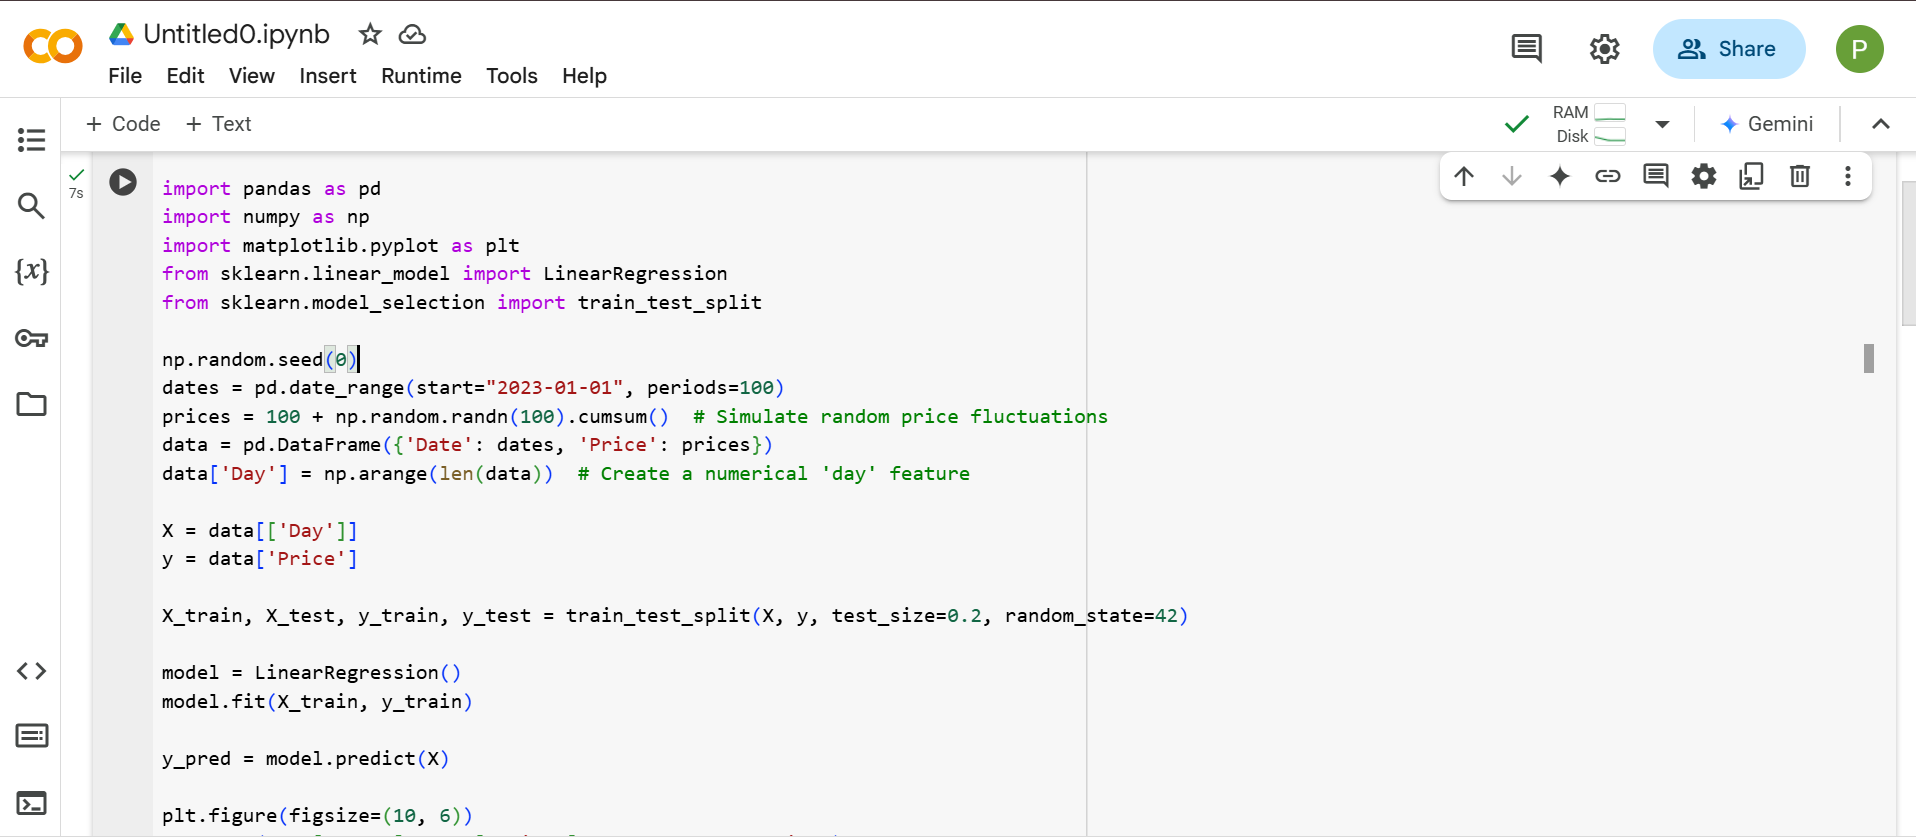 Untitled0.ipynb
File Edit View Insert Runtime Tools Help
Share
P
+ Code + Text
RAM
Disk
Gemini
7s
{x}
import pandas as pd
import numpy as np
import matplotlib.pyplot as plt
from sklearn.linear_model import LinearRegression
from sklearn.model_selection import train_test_split
np.random.seed(0)
dates = pd.date_range(start="2023-01-01", periods=100)
prices = 100 + np.random.randn(100).cumsum()  # Simulate random price fluctuations
data = pd.DataFrame({'Date': dates, 'Price': prices})
data['Day'] = np.arange(len(data))  # Create a numerical 'day' feature
X = data[['Day']]
y = data['Price']
X_train, X_test, y_train, y_test = train_test_split(X, y, test_size=0.2, random_state=42)
model = LinearRegression()
model.fit(X_train, y_train)
y_pred = model.predict(X)
plt.figure(figsize=(10, 6))